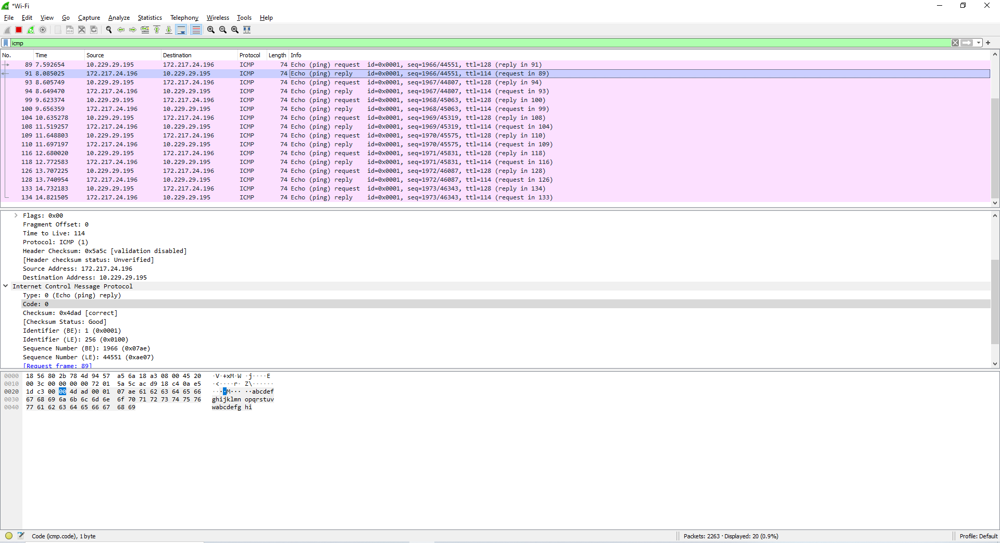 *Wi-Fi
File Edit View Go Capture Analyze Statistics Telephony Wireless Tools Help
icmp
No. Time Source Destination Protocol Length Info
89 7.592654 10.229.29.195 172.217.24.196 ICMP 74 Echo (ping) request id=0x0001, seq=1966/44551, ttl=128 (reply in 91)
91 8.085025 172.217.24.196 10.229.29.195 ICMP 74 Echo (ping) reply id=0x0001, seq=1966/44551, ttl=114 (request in 89)
93 8.605749 10.229.29.195 172.217.24.196 ICMP 74 Echo (ping) request id=0x0001, seq=1967/44807, ttl=128 (reply in 94)
94 8.649470 172.217.24.196 10.229.29.195 ICMP 74 Echo (ping) reply id=0x0001, seq=1967/44807, ttl=114 (request in 93)
99 9.623374 10.229.29.195 172.217.24.196 ICMP 74 Echo (ping) request id=0x0001, seq=1968/45063, ttl=128 (reply in 100)
100 9.656359 172.217.24.196 10.229.29.195 ICMP 74 Echo (ping) reply id=0x0001, seq=1968/45063, ttl=114 (request in 99)
104 10.635278 10.229.29.195 172.217.24.196 ICMP 74 Echo (ping) request id=0x0001, seq=1969/45319, ttl=128 (reply in 108)
108 11.519257 172.217.24.196 10.229.29.195 ICMP 74 Echo (ping) reply id=0x0001, seq=1969/45319, ttl=114 (request in 104)
109 11.648803 10.229.29.195 172.217.24.196 ICMP 74 Echo (ping) request id=0x0001, seq=1970/45575, ttl=128 (reply in 110)
110 11.697197 172.217.24.196 10.229.29.195 ICMP 74 Echo (ping) reply id=0x0001, seq=1970/45575, ttl=114 (request in 109)
116 12.680020 10.229.29.195 172.217.24.196 ICMP 74 Echo (ping) request id=0x0001, seq=1971/45831, ttl=128 (reply in 118)
118 12.772583 172.217.24.196 10.229.29.195 ICMP 74 Echo (ping) reply id=0x0001, seq=1971/45831, ttl=114 (request in 116)
126 13.707225 10.229.29.195 172.217.24.196 ICMP 74 Echo (ping) request id=0x0001, seq=1972/46087, ttl=128 (reply in 128)
128 13.740954 172.217.24.196 10.229.29.195 ICMP 74 Echo (ping) reply id=0x0001, seq=1972/46087, ttl=114 (request in 126)
133 14.732183 10.229.29.195 172.217.24.196 ICMP 74 Echo (ping) request id=0x0001, seq=1973/46343, ttl=128 (reply in 134)
134 14.821505 172.217.24.196 10.229.29.195 ICMP 74 Echo (ping) reply id=0x0001, seq=1973/46343, ttl=114 (request in 133)
Flags: 0x00
Fragment Offset: 0
Time to Live: 114
Protocol: ICMP (1)
Header Checksum: 0x5a5c [validation disabled]
[Header checksum status: Unverified]
Source Address: 172.217.24.196
Destination Address: 10.229.29.195
Internet Control Message Protocol
Type: 0 (Echo (ping) reply)
Code: 0
Checksum: 0x4dad [correct]
[Checksum Status: Good]
Identifier (BE): 1 (0x0001)
Identifier (LE): 256 (0x0100)
Sequence Number (BE): 1966 (0x07ae)
Sequence Number (LE): 44551 (0xae07)
[Request frame: 89]
0000 18 56 80 2b 78 4d 94 57 a5 6a 18 a3 08 00 45 20 ·V·+xM·W ·j····E
0010 00 3c 00 00 00 00 72 01 5a 5c ac d9 18 c4 0a e5 ·<····r· Z\······
0020 1d c3 00 00 4d ad 00 01 07 ae 61 62 63 64 65 66 ····M··· ··abcdef
0030 67 68 69 6a 6b 6c 6d 6e 6f 70 71 72 73 74 75 76 ghijklmn opqrstuv
0040 77 61 62 63 64 65 66 67 68 69 wabcdefg hi
Code (icmp.code), 1 byte Packets: 2263 · Displayed: 20 (0.9%) Profile: Default